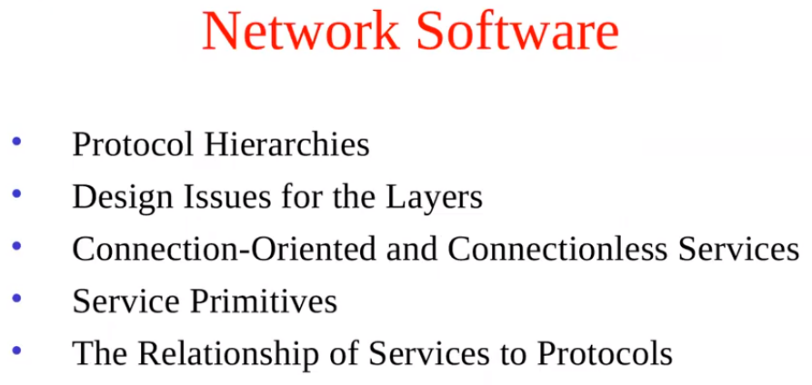 Network Software
• Protocol Hierarchies
• Design Issues for the Layers
• Connection-Oriented and Connectionless Services
• Service Primitives
• The Relationship of Services to Protocols